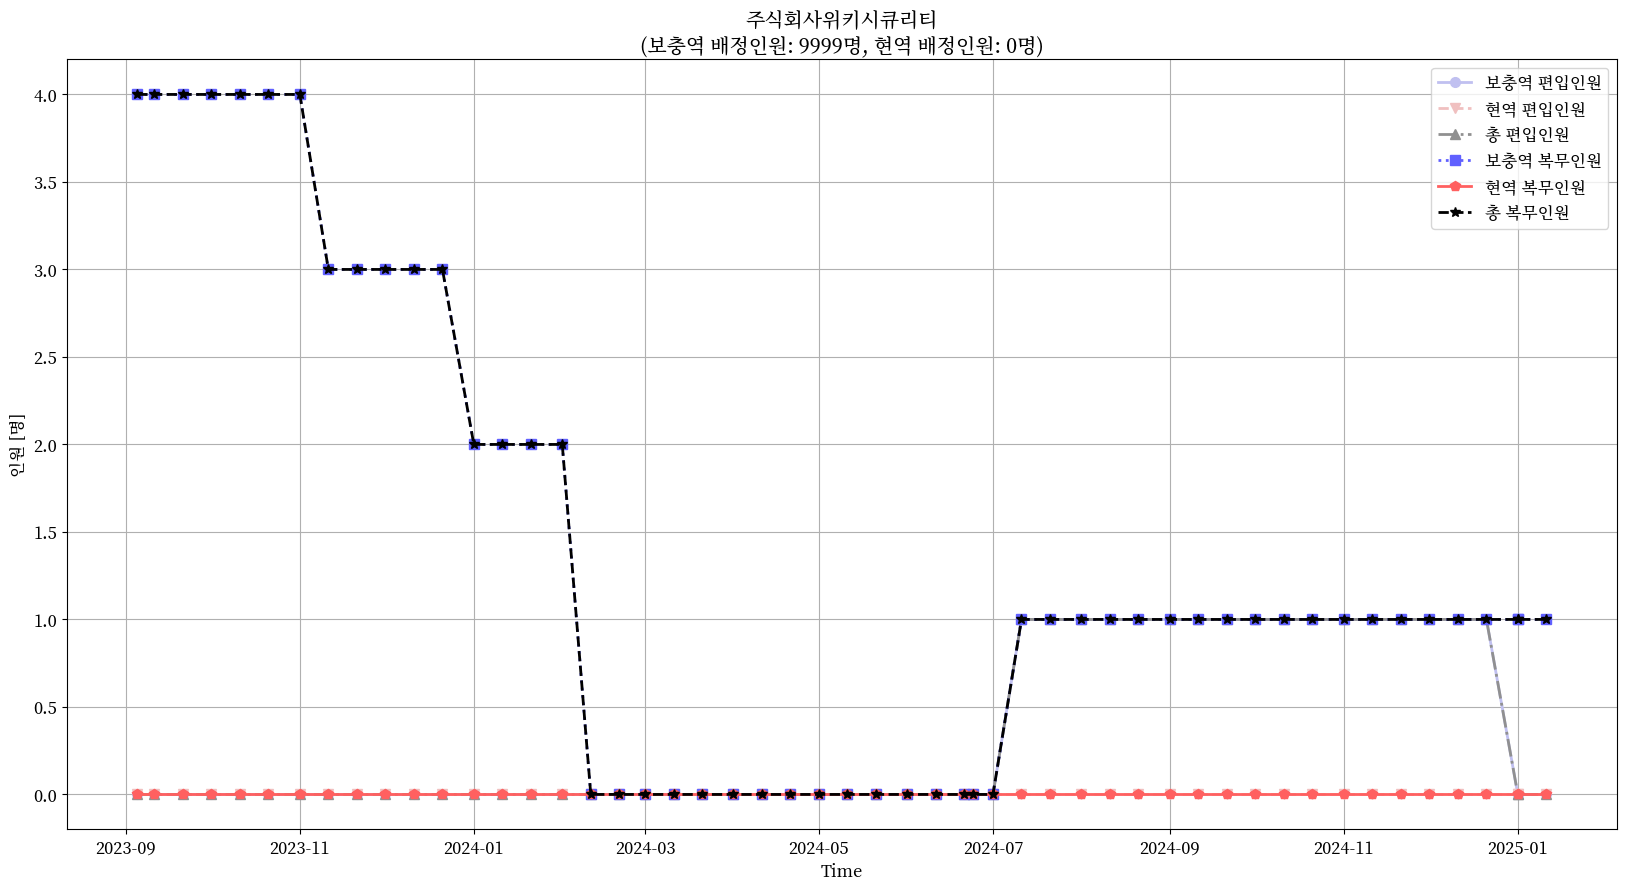 주식회사위키시큐리티
(보충역 배정인원: 9999명, 현역 배정인원: 0명)
보충역 편입인원
현역 편입인원
총 편입인원
보충역 복무인원
현역 복무인원
총 복무인원
인원 [명]
4.0
3.5
3.0
2.5
2.0
1.5
1.0
0.5
0.0
2023-09
2023-11
2024-01
2024-03
2024-05
2024-07
2024-09
2024-11
2025-01
Time